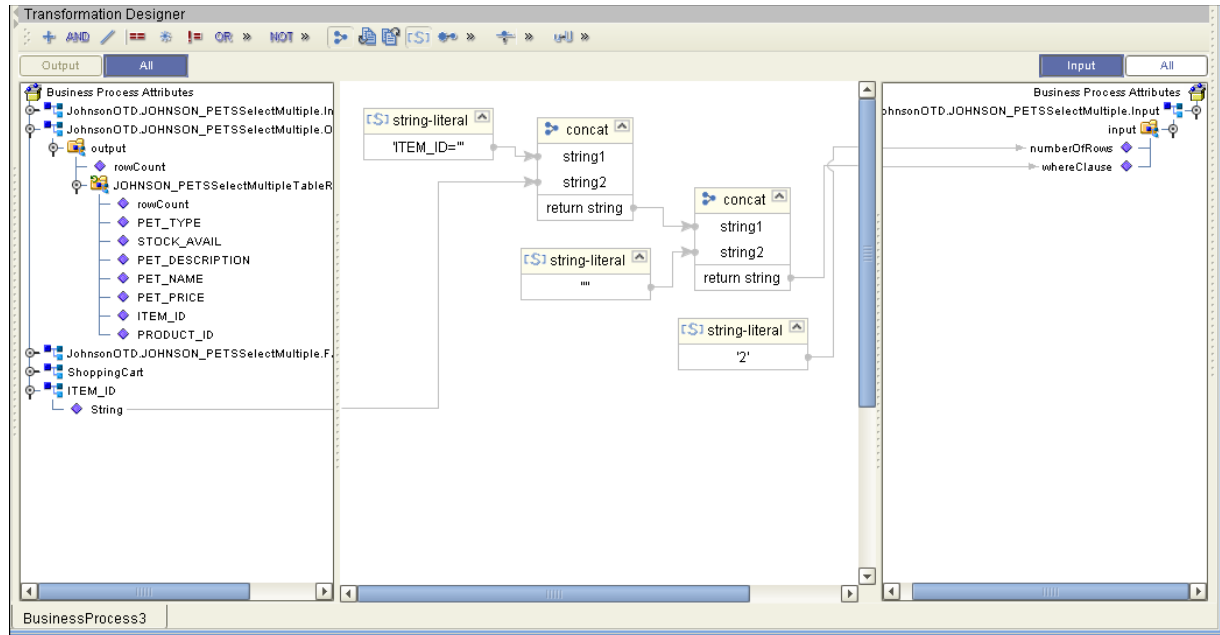 Transformation Designer
AND == != OR » NOT » [S] » » »
Output All Input All
Business Process Attributes
JohnsonOTD.JOHNSON_PETSSelectMultiple.In
JohnsonOTD.JOHNSON_PETSSelectMultiple.O
output
rowCount
JOHNSON_PETSSelectMultipleTableR
rowCount
PET_TYPE
STOCK_AVAIL
PET_DESCRIPTION
PET_NAME
PET_PRICE
ITEM_ID
PRODUCT_ID
JohnsonOTD.JOHNSON_PETSSelectMultiple.F
ShoppingCart
ITEM_ID
String
[S] string-literal
'ITEM_ID="'
concat
string1
string2
return string
concat
string1
string2
return string
[S] string-literal
'"'
[S] string-literal
'2'
Business Process Attributes
ohnsonOTD.JOHNSON_PETSSelectMultiple.Input
input
numberOfRows
whereClause
BusinessProcess3